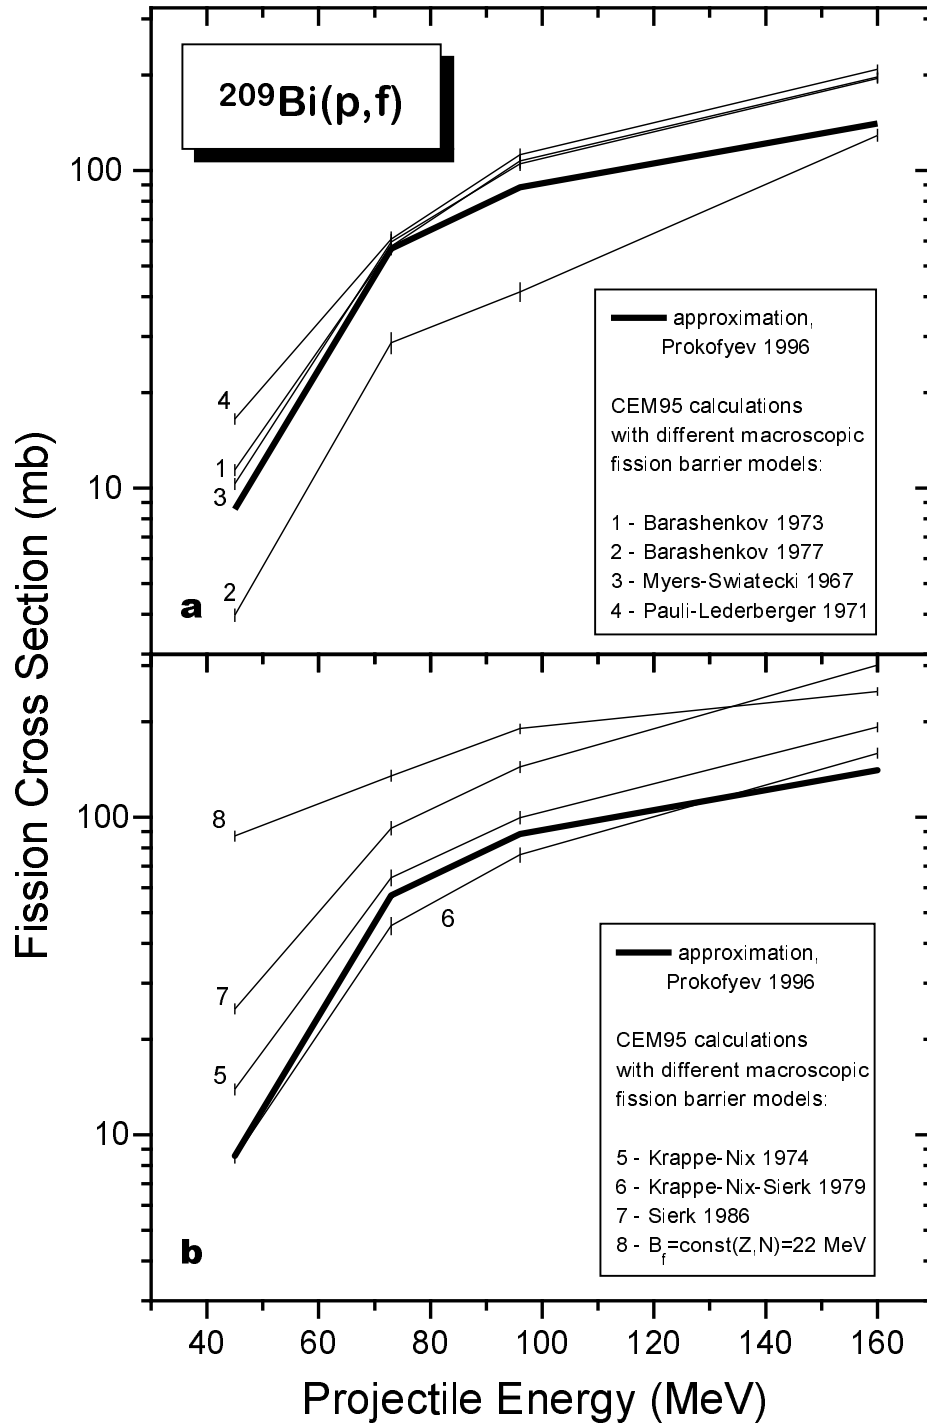 ²⁰⁹Bi(p,f)
100
10
4
1
3
2
a
approximation,
Prokofyev 1996
CEM95 calculations
with different macroscopic
fission barrier models:
1 - Barashenkov 1973
2 - Barashenkov 1977
3 - Myers-Swiatecki 1967
4 - Pauli-Lederberger 1971
Fission Cross Section (mb)
100
10
8
7
5
6
b
approximation,
Prokofyev 1996
CEM95 calculations
with different macroscopic
fission barrier models:
5 - Krappe-Nix 1974
6 - Krappe-Nix-Sierk 1979
7 - Sierk 1986
8 - B_f=const(Z,N)=22 MeV
40 60 80 100 120 140 160
Projectile Energy (MeV)